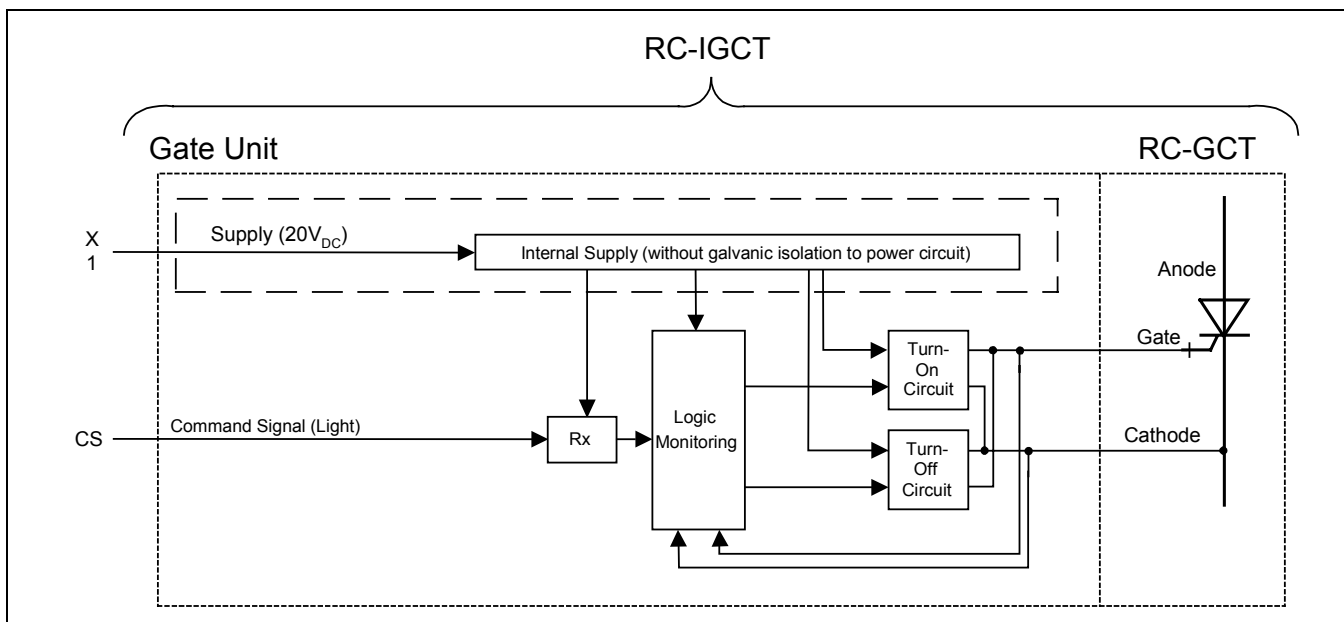 RC-IGCT
Gate Unit
RC-GCT
X
1
Supply (20VDC)
Internal Supply (without galvanic isolation to power circuit)
Anode
Gate
Turn-
On
Circuit
Logic
Monitoring
CS
Command Signal (Light)
Rx
Turn-
Off
Circuit
Cathode